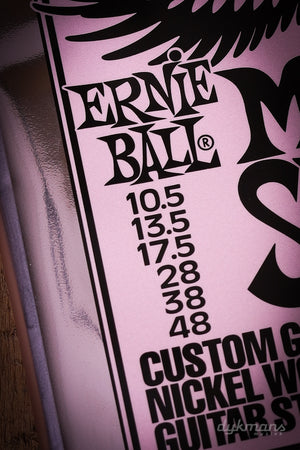 ERNIE
BALL®
10.5
13.5
17.5
28
38
48
CUSTOM G
NICKEL W
GUITAR ST
dykmans